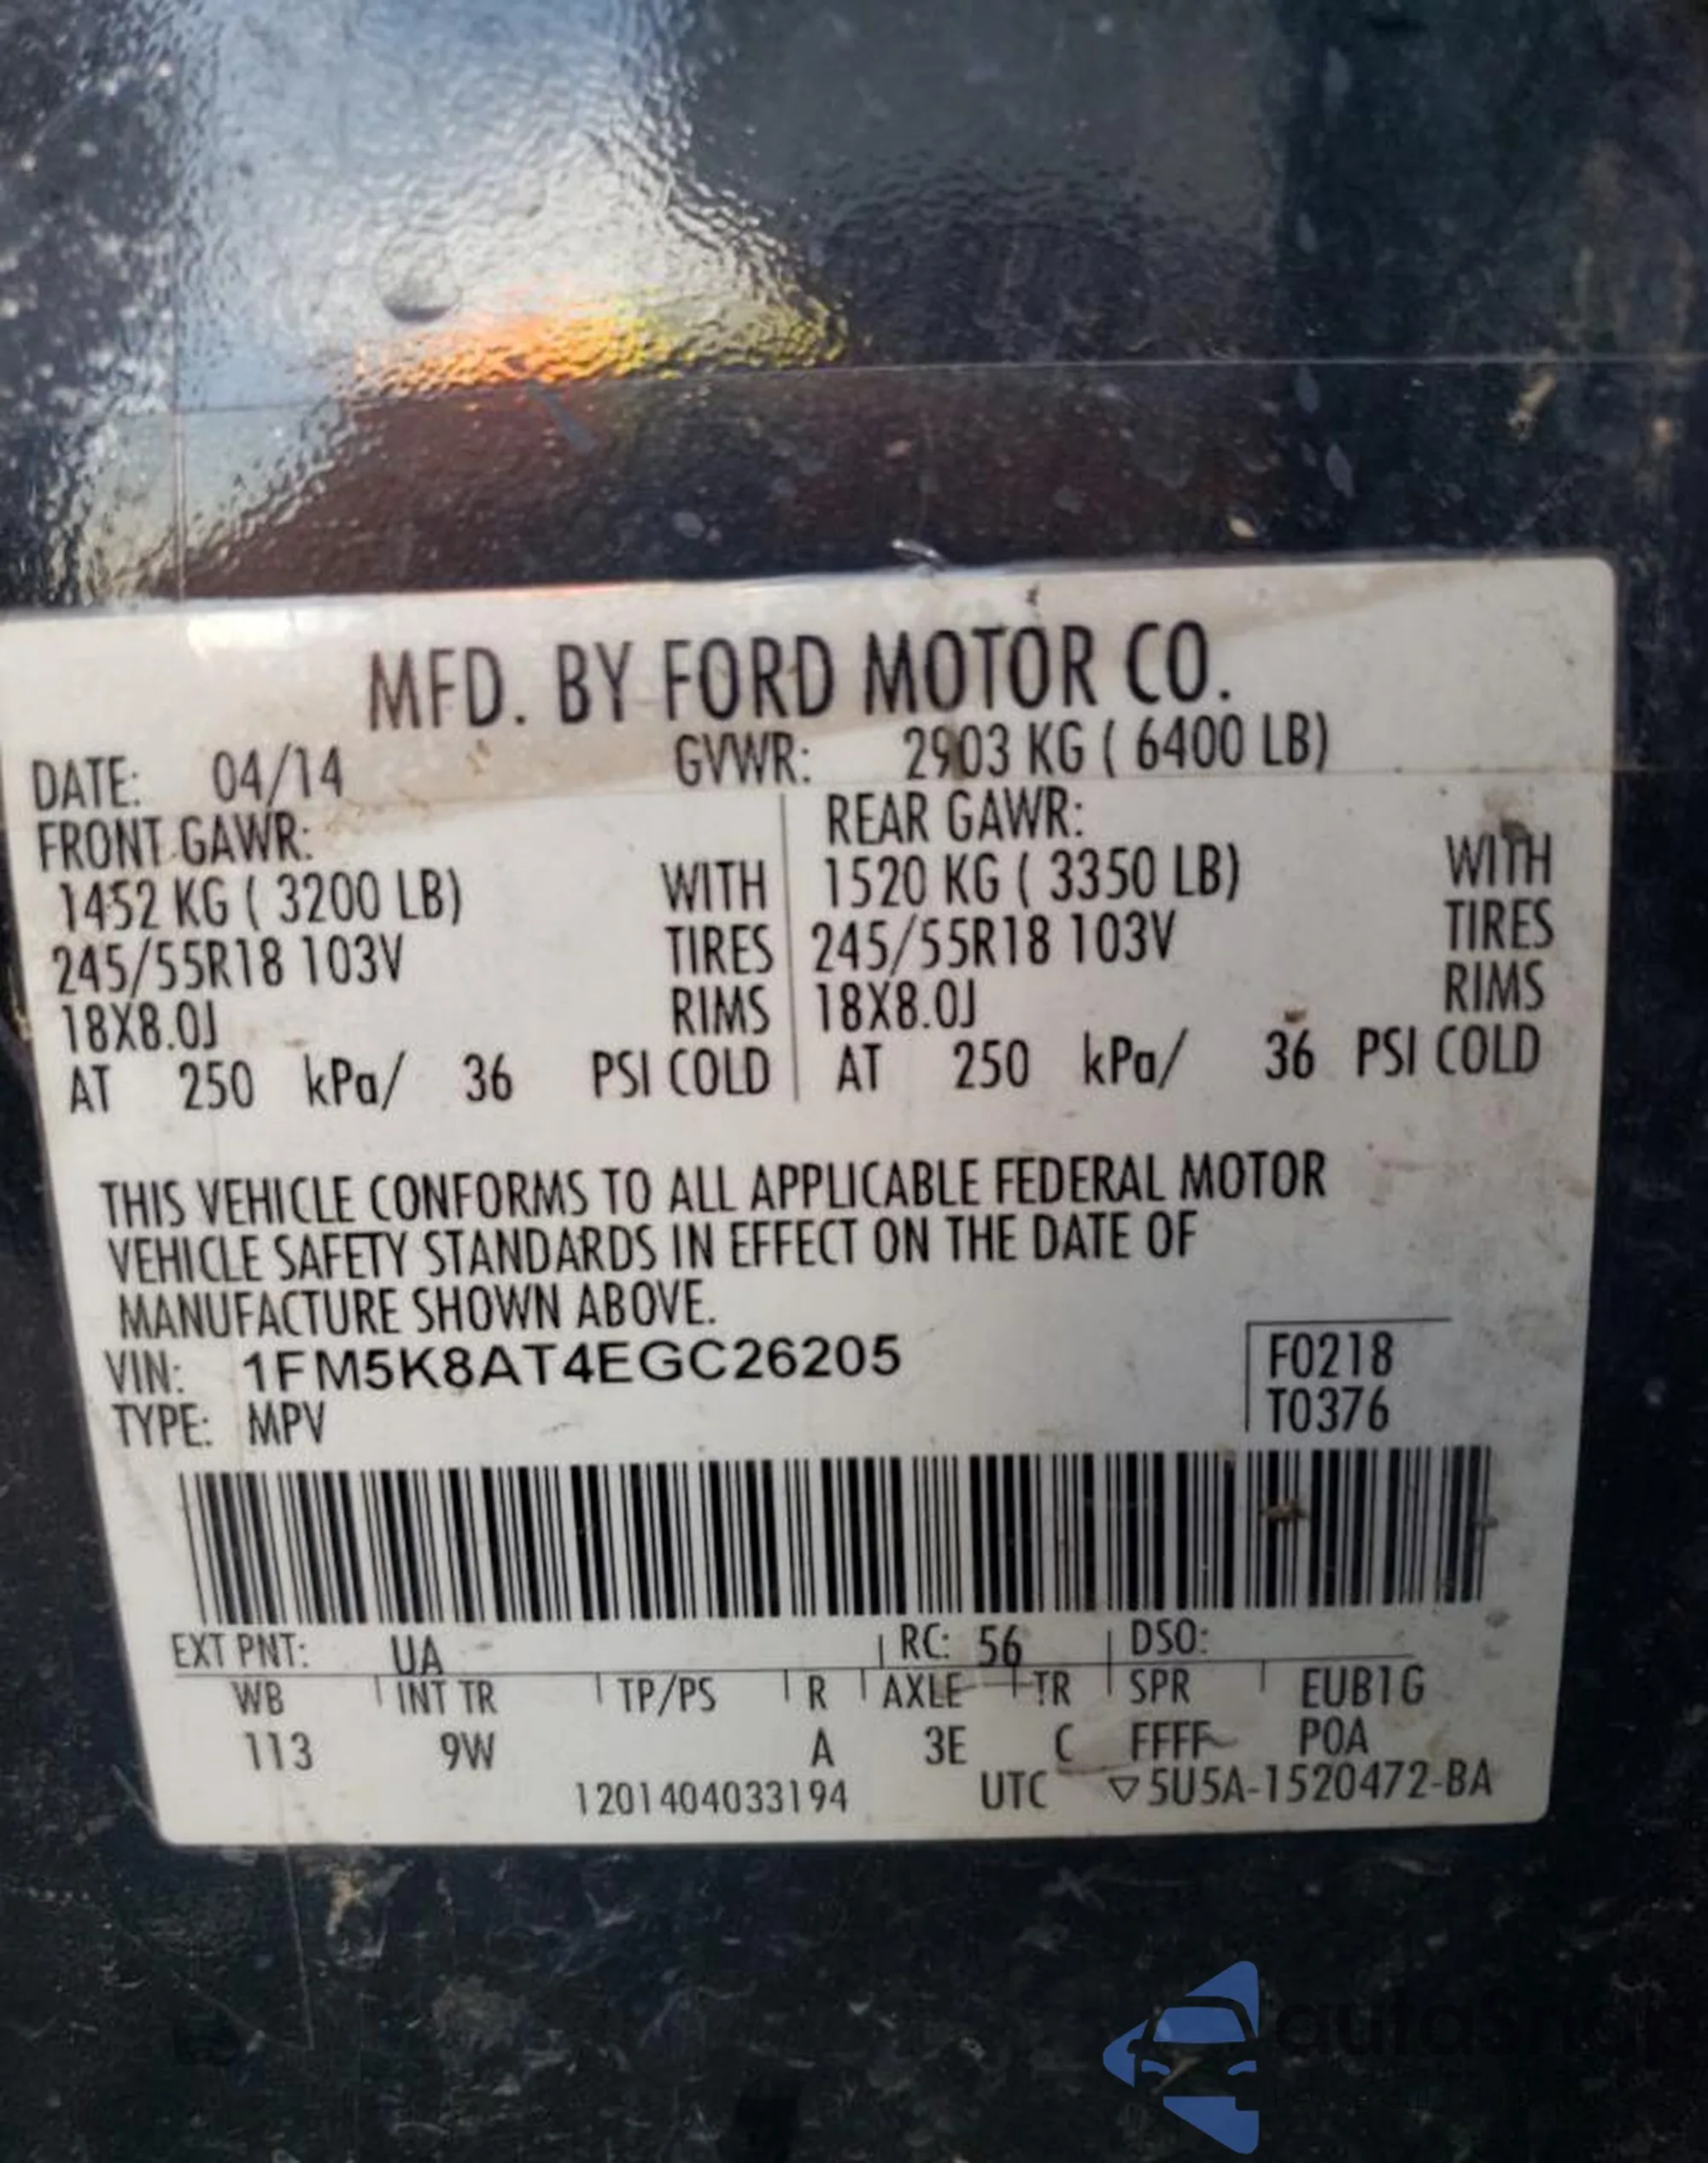 MFD. BY FORD MOTOR CO.
DATE: 04/14 GVWR: 2903 KG ( 6400 LB)
FRONT GAWR: REAR GAWR:
1452 KG ( 3200 LB) WITH 1520 KG ( 3350 LB) WITH
245/55R18 103V TIRES 245/55R18 103V TIRES
18X8.0J RIMS 18X8.0J RIMS
AT 250 kPa/ 36 PSI COLD AT 250 kPa/ 36 PSI COLD
THIS VEHICLE CONFORMS TO ALL APPLICABLE FEDERAL MOTOR
VEHICLE SAFETY STANDARDS IN EFFECT ON THE DATE OF
MANUFACTURE SHOWN ABOVE.
VIN: 1FM5K8AT4EGC26205 F0218
TYPE: MPV T0376
EXT PNT: UA RC: 56 DSO:
WB INT TR TP/PS R AXLE TR SPR EUB1G
113 9W A 3E C FFFF POA
1201404033194 UTC ▽5U5A-1520472-BA